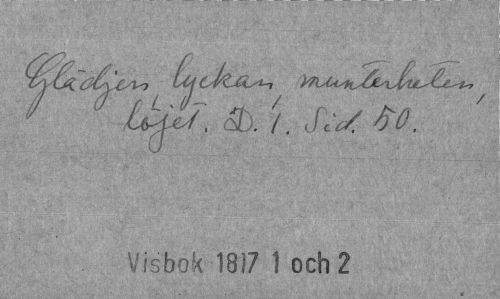 Glädjen, lyckan, munterheten,
löjet. D. 1. Sid. 50.
Visbok 1817 1 och 2